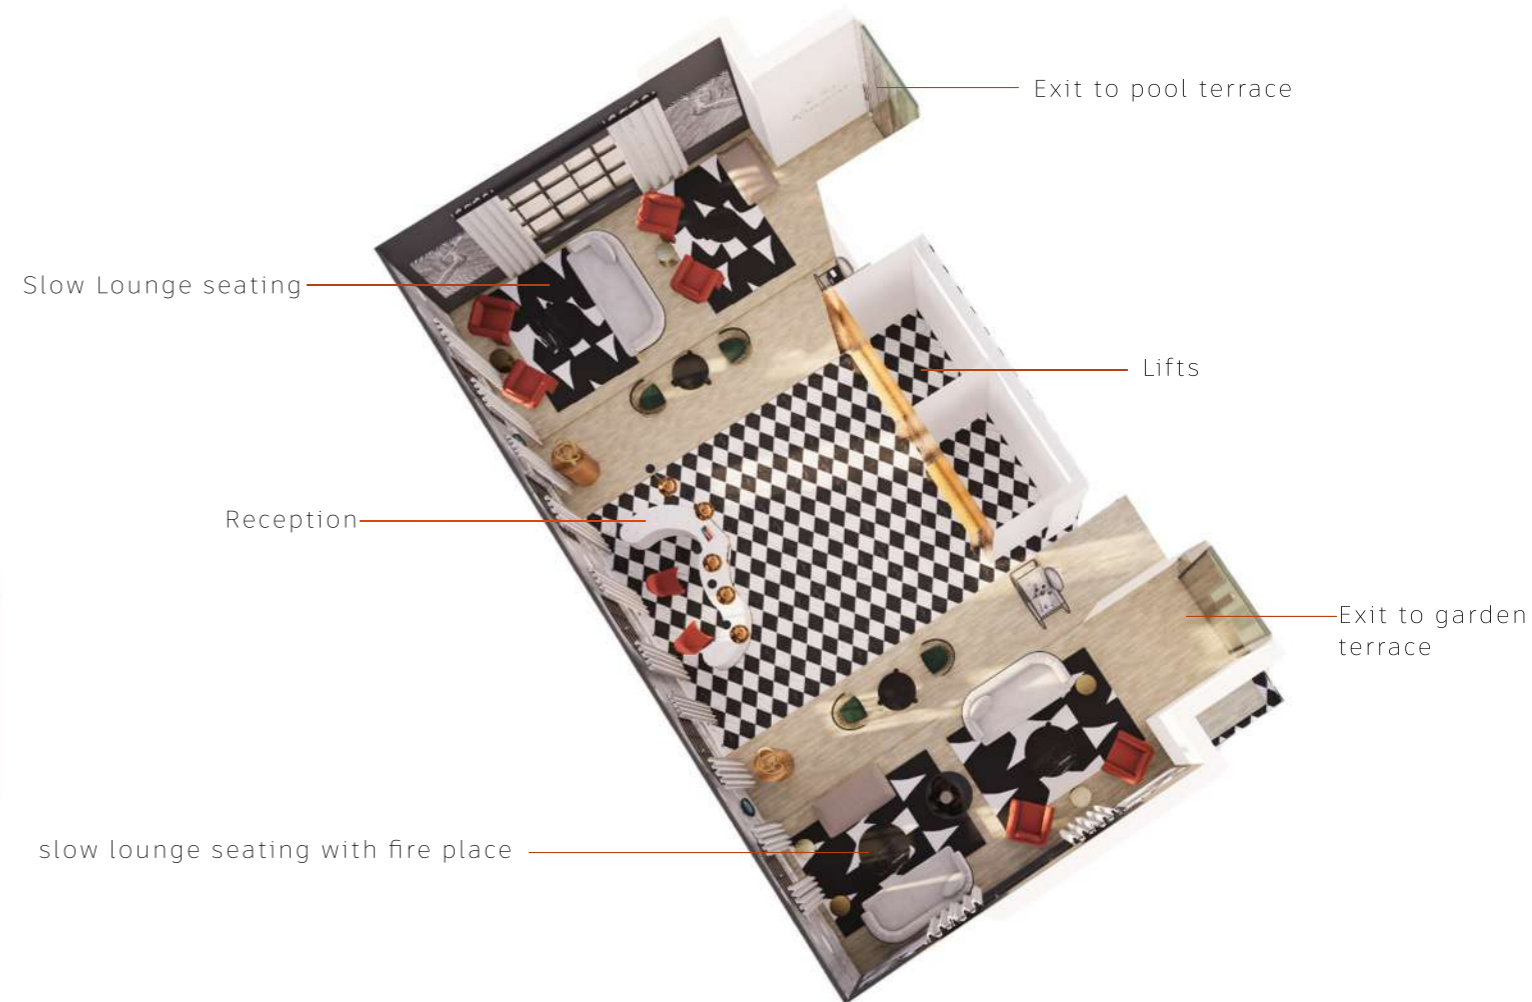 Exit to pool terrace
Slow Lounge seating
Lifts
Reception
Exit to garden
terrace
slow lounge seating with fire place